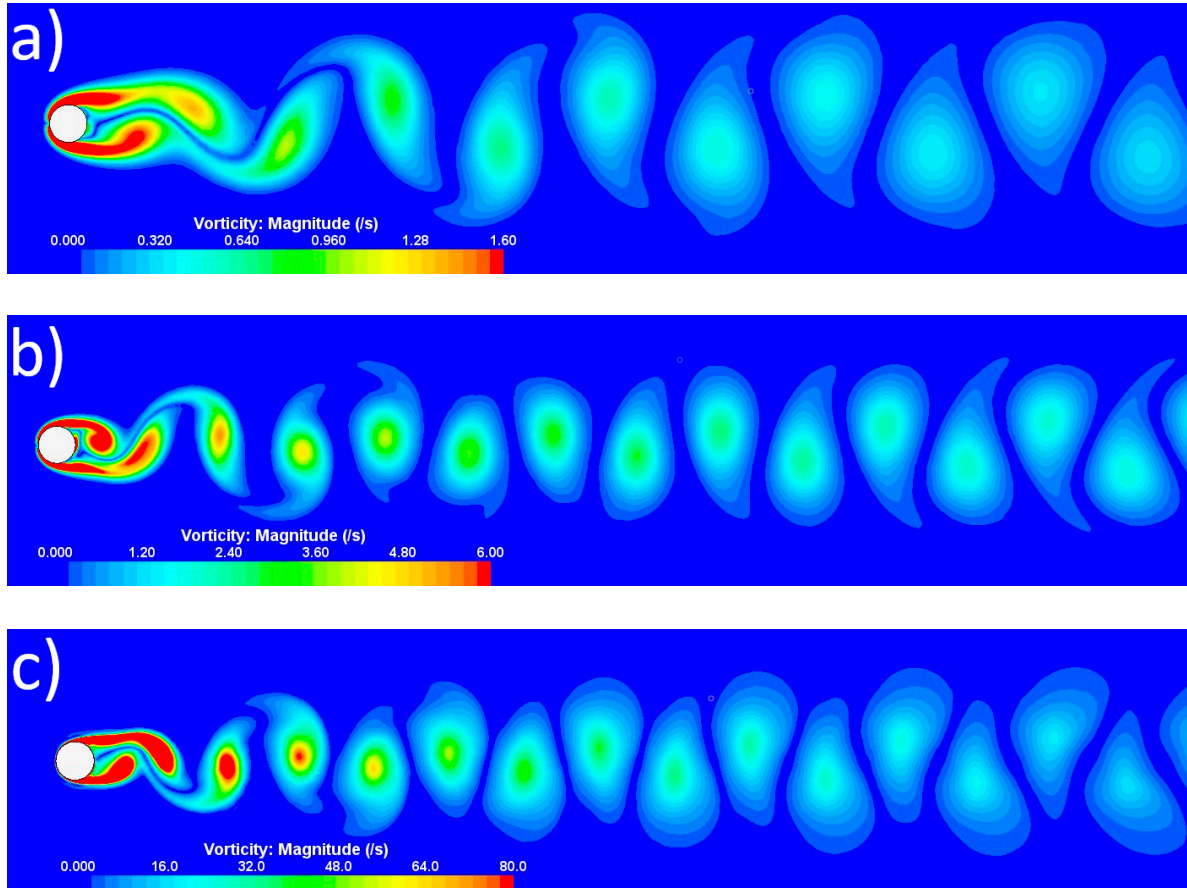 a)
Vorticity: Magnitude (/s)
0.000 0.320 0.640 0.960 1.28 1.60
b)
Vorticity: Magnitude (/s)
0.000 1.20 2.40 3.60 4.80 6.00
c)
Vorticity: Magnitude (/s)
0.000 16.0 32.0 48.0 64.0 80.0